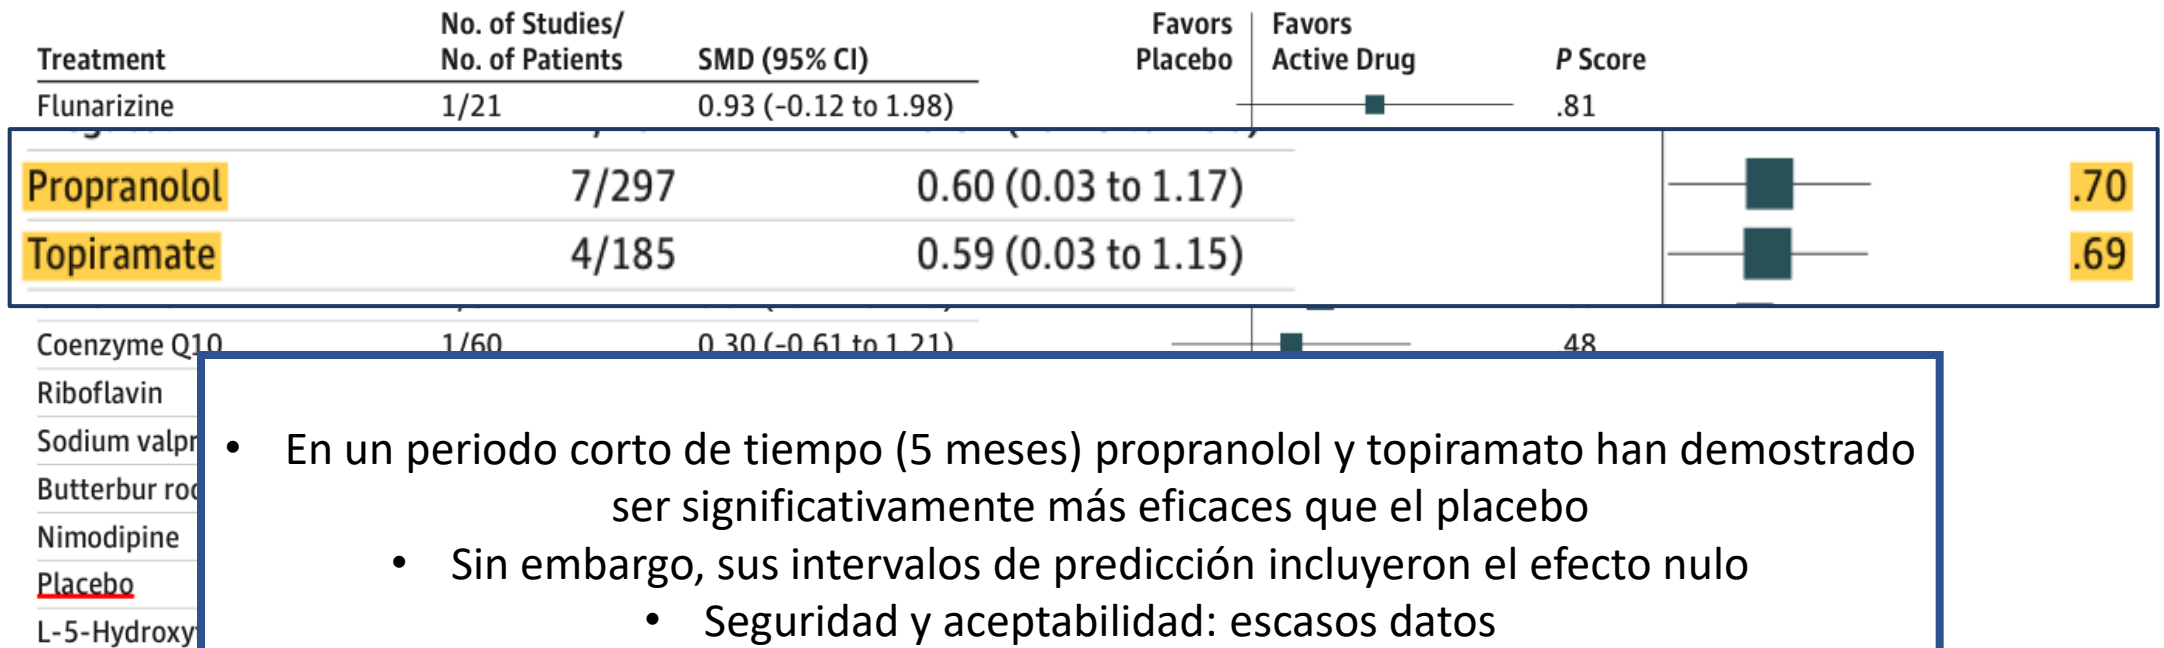 No. of Studies/ Favors Favors
Treatment No. of Patients SMD (95% CI) Placebo Active Drug P Score
Flunarizine 1/21 0.93 (-0.12 to 1.98) .81
Propranolol 7/297 0.60 (0.03 to 1.17) .70
Topiramate 4/185 0.59 (0.03 to 1.15) .69
Coenzyme Q10 1/60 0.30 (-0.61 to 1.21) .48
Riboflavin
Sodium valpr
Butterbur roo
Nimodipine
Placebo
L-5-Hydroxy
• En un periodo corto de tiempo (5 meses) propranolol y topiramato han demostrado
ser significativamente más eficaces que el placebo
• Sin embargo, sus intervalos de predicción incluyeron el efecto nulo
• Seguridad y aceptabilidad: escasos datos